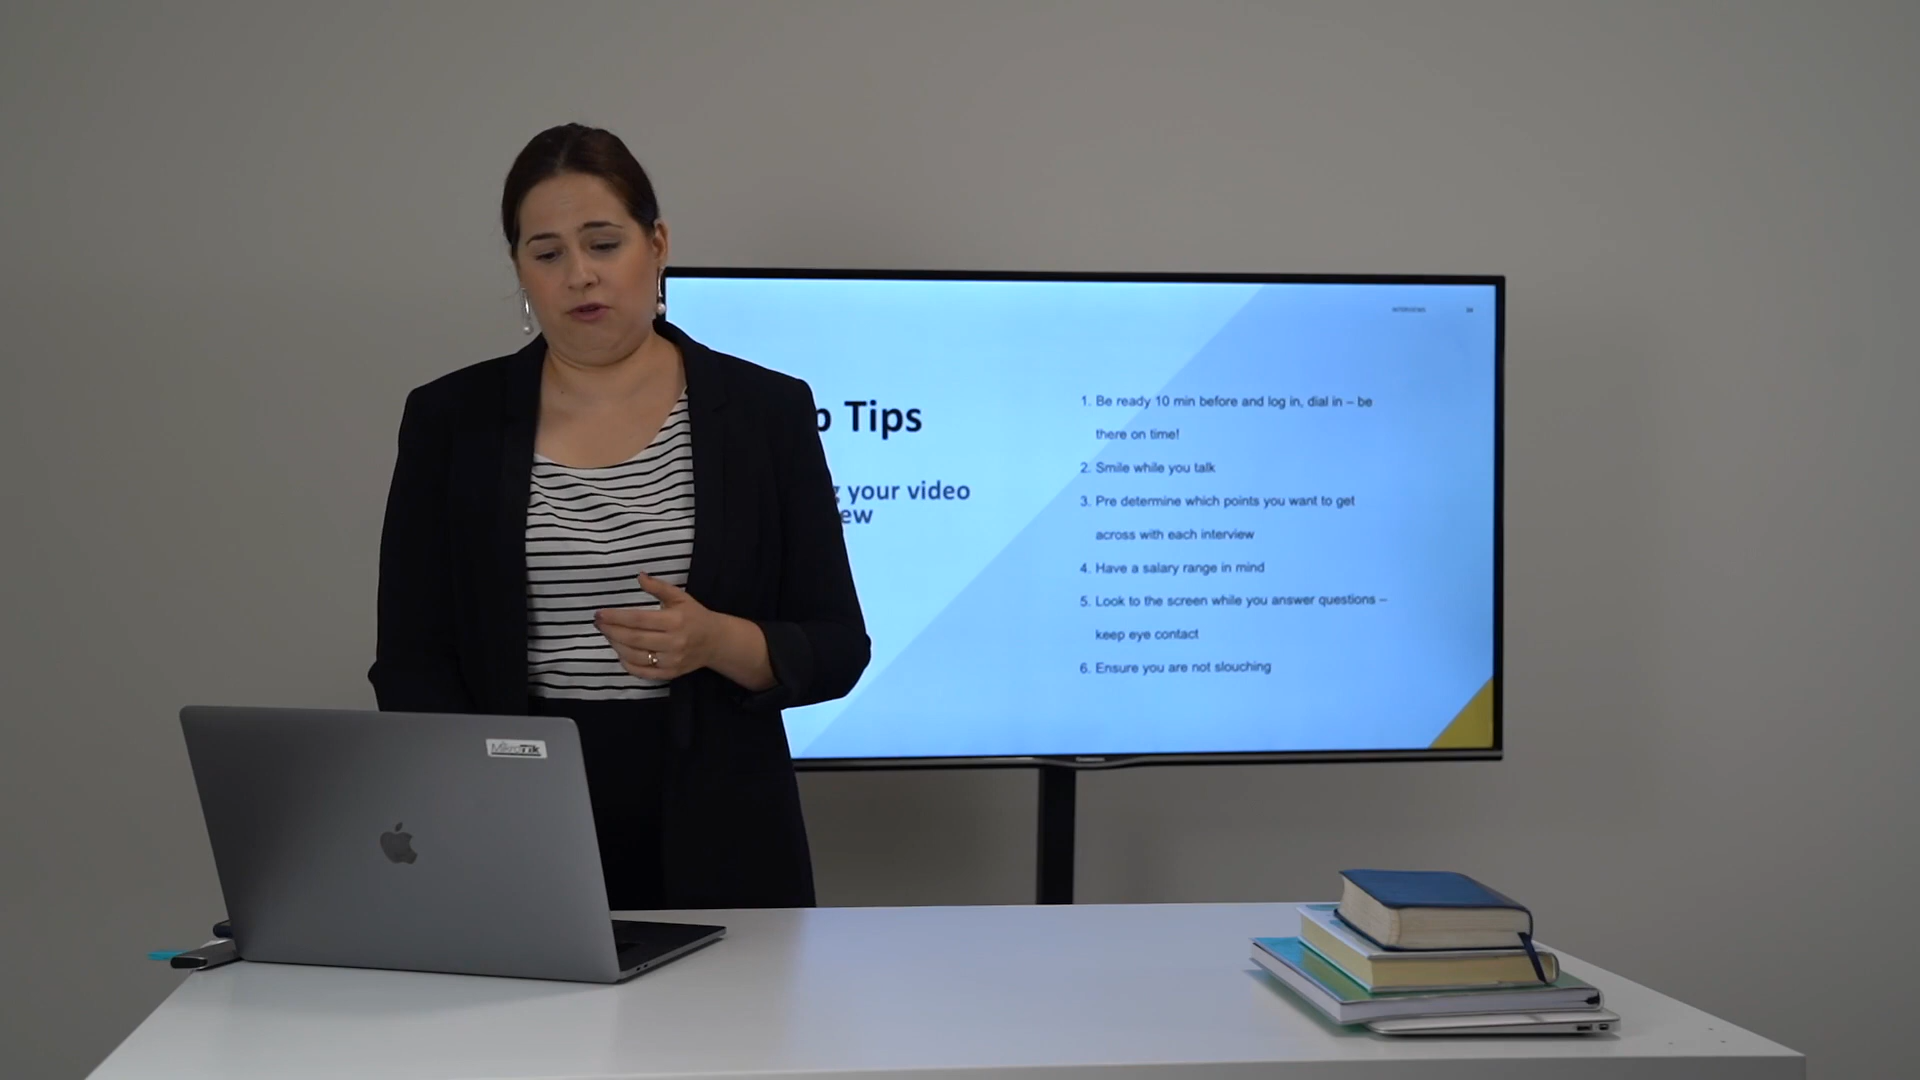 INTERVIEWS
p Tips
g your video
ew
1. Be ready 10 min before and log in, dial in – be
there on time!
2. Smile while you talk
3. Pre determine which points you want to get
across with each interview
4. Have a salary range in mind
5. Look to the screen while you answer questions –
keep eye contact
6. Ensure you are not slouching
MikroTik